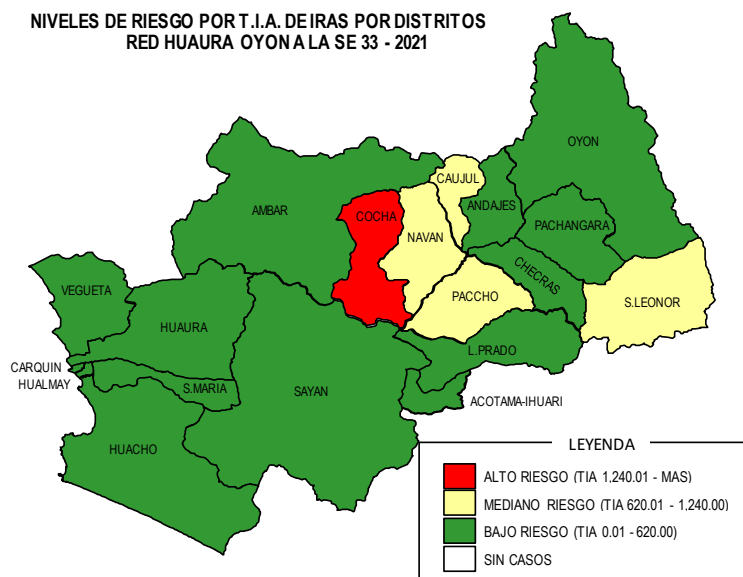 NIVELES DE RIESGO POR T.I.A. DE IRAS POR DISTRITOS
RED HUAURA OYON A LA SE 33 - 2021
OYON
CAUJUL
AMBAR
COCHA
ANDAJES
NAVAN
PACHANGARA
CHECRAS
VEGUETA
PACCHO
S.LEONOR
HUAURA
L.PRADO
CARQUIN
HUALMAY
S.MARIA
SAYAN
ACOTAMA-IHUARI
HUACHO
LEYENDA
ALTO RIESGO (TIA 1,240.01 - MAS)
MEDIANO RIESGO (TIA 620.01 - 1,240.00)
BAJO RIESGO (TIA 0.01 - 620.00)
SIN CASOS